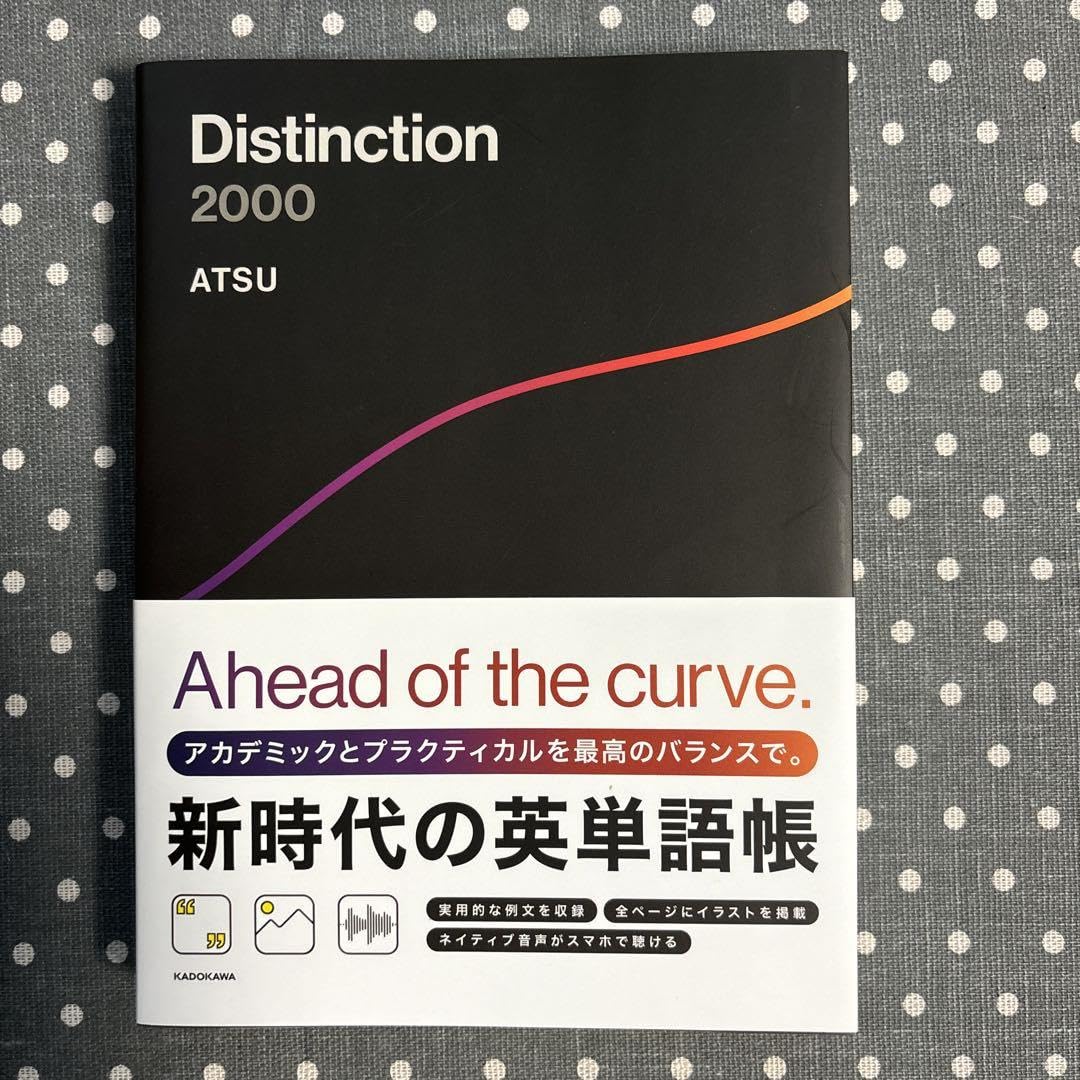 Distinction
2000
ATSU
Ahead of the curve.
アカデミックとプラクティカルを最高のバランスで。
新時代の英単語帳
実用的な例文を収録
全ページにイラストを掲載
ネイティブ音声がスマホで聴ける
KADOKAWA